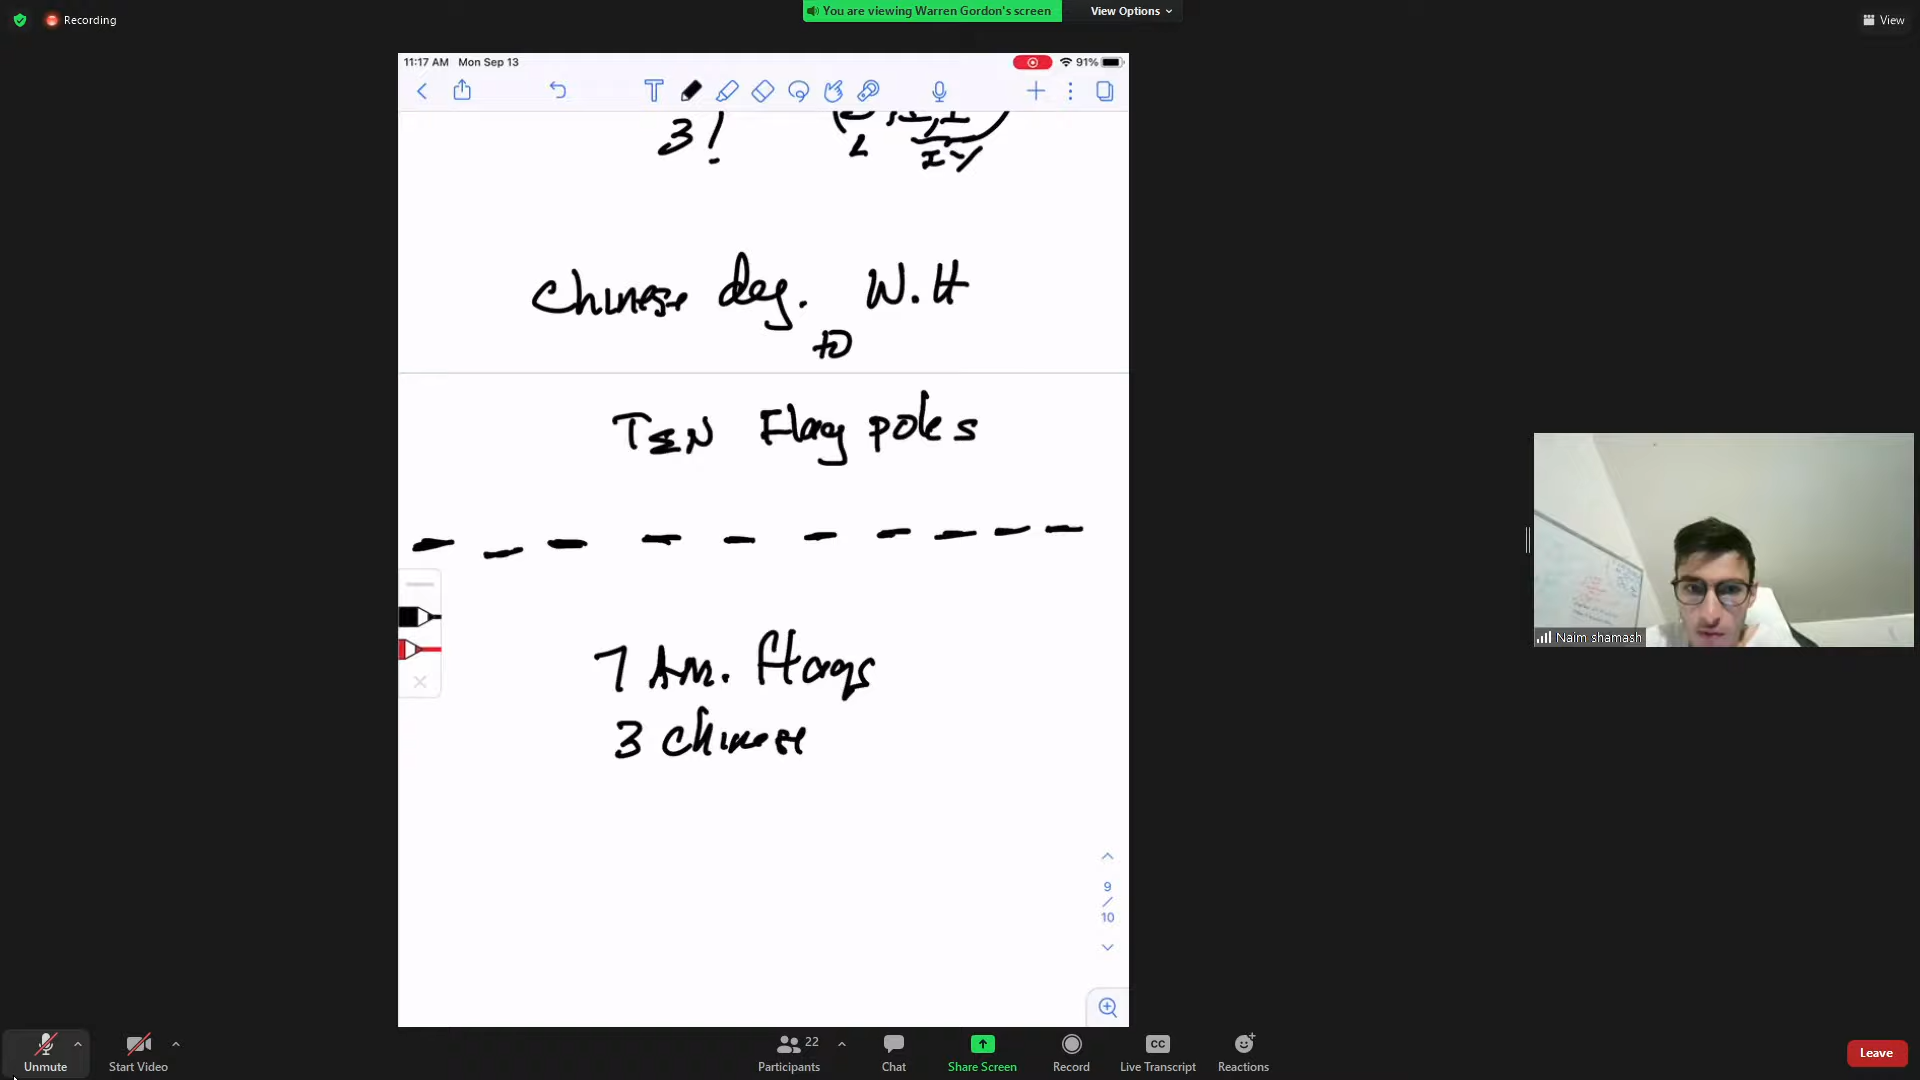 Recording
You are viewing Warren Gordon's screen
View Options
View
11:17 AM Mon Sep 13
91%
3!
Chinese deg. W.H
to
TEN Flag poles
7 Am. Flags
3 Chinese
9
/
10
Naim shamash
Unmute
Start Video
22
Participants
Chat
Share Screen
Record
CC
Live Transcript
Reactions
Leave